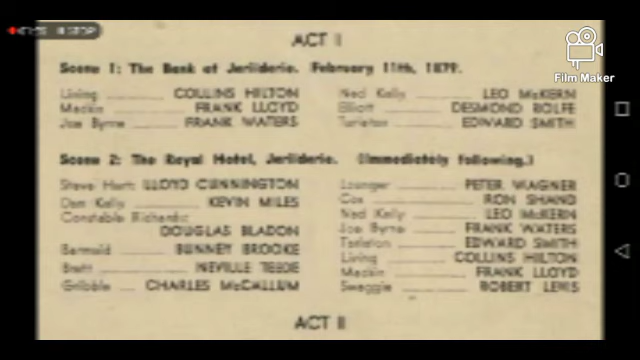 Film Maker
ACT I
Scene 1: The Bank at Jerilderie. February 11th, 1879.
Living COLLINS HILTON
Mackin FRANK LLOYD
Joe Byrne FRANK WATERS
Ned Kelly LEO McKERN
Elliott DESMOND ROLFE
Tarleton EDWARD SMITH
Scene 2: The Royal Hotel, Jerilderie. (Immediately following.)
Steve Hart: LLOYD CUNNINGTON
Dan Kelly KEVIN MILES
Constable Richards:
DOUGLAS BLADON
Barmaid BUNNEY BROOKE
NEVILLE
Gribble CHARLES McCALLUM
Lounger PETER WAGNER
Cox RON SHAND
Ned Kelly LEO McKERN
Joe Byrne FRANK WATERS
Tarleton EDWARD SMITH
Living COLLINS HILTON
Mackin FRANK LLOYD
Swaggie ROBERT LEWIS
ACT II